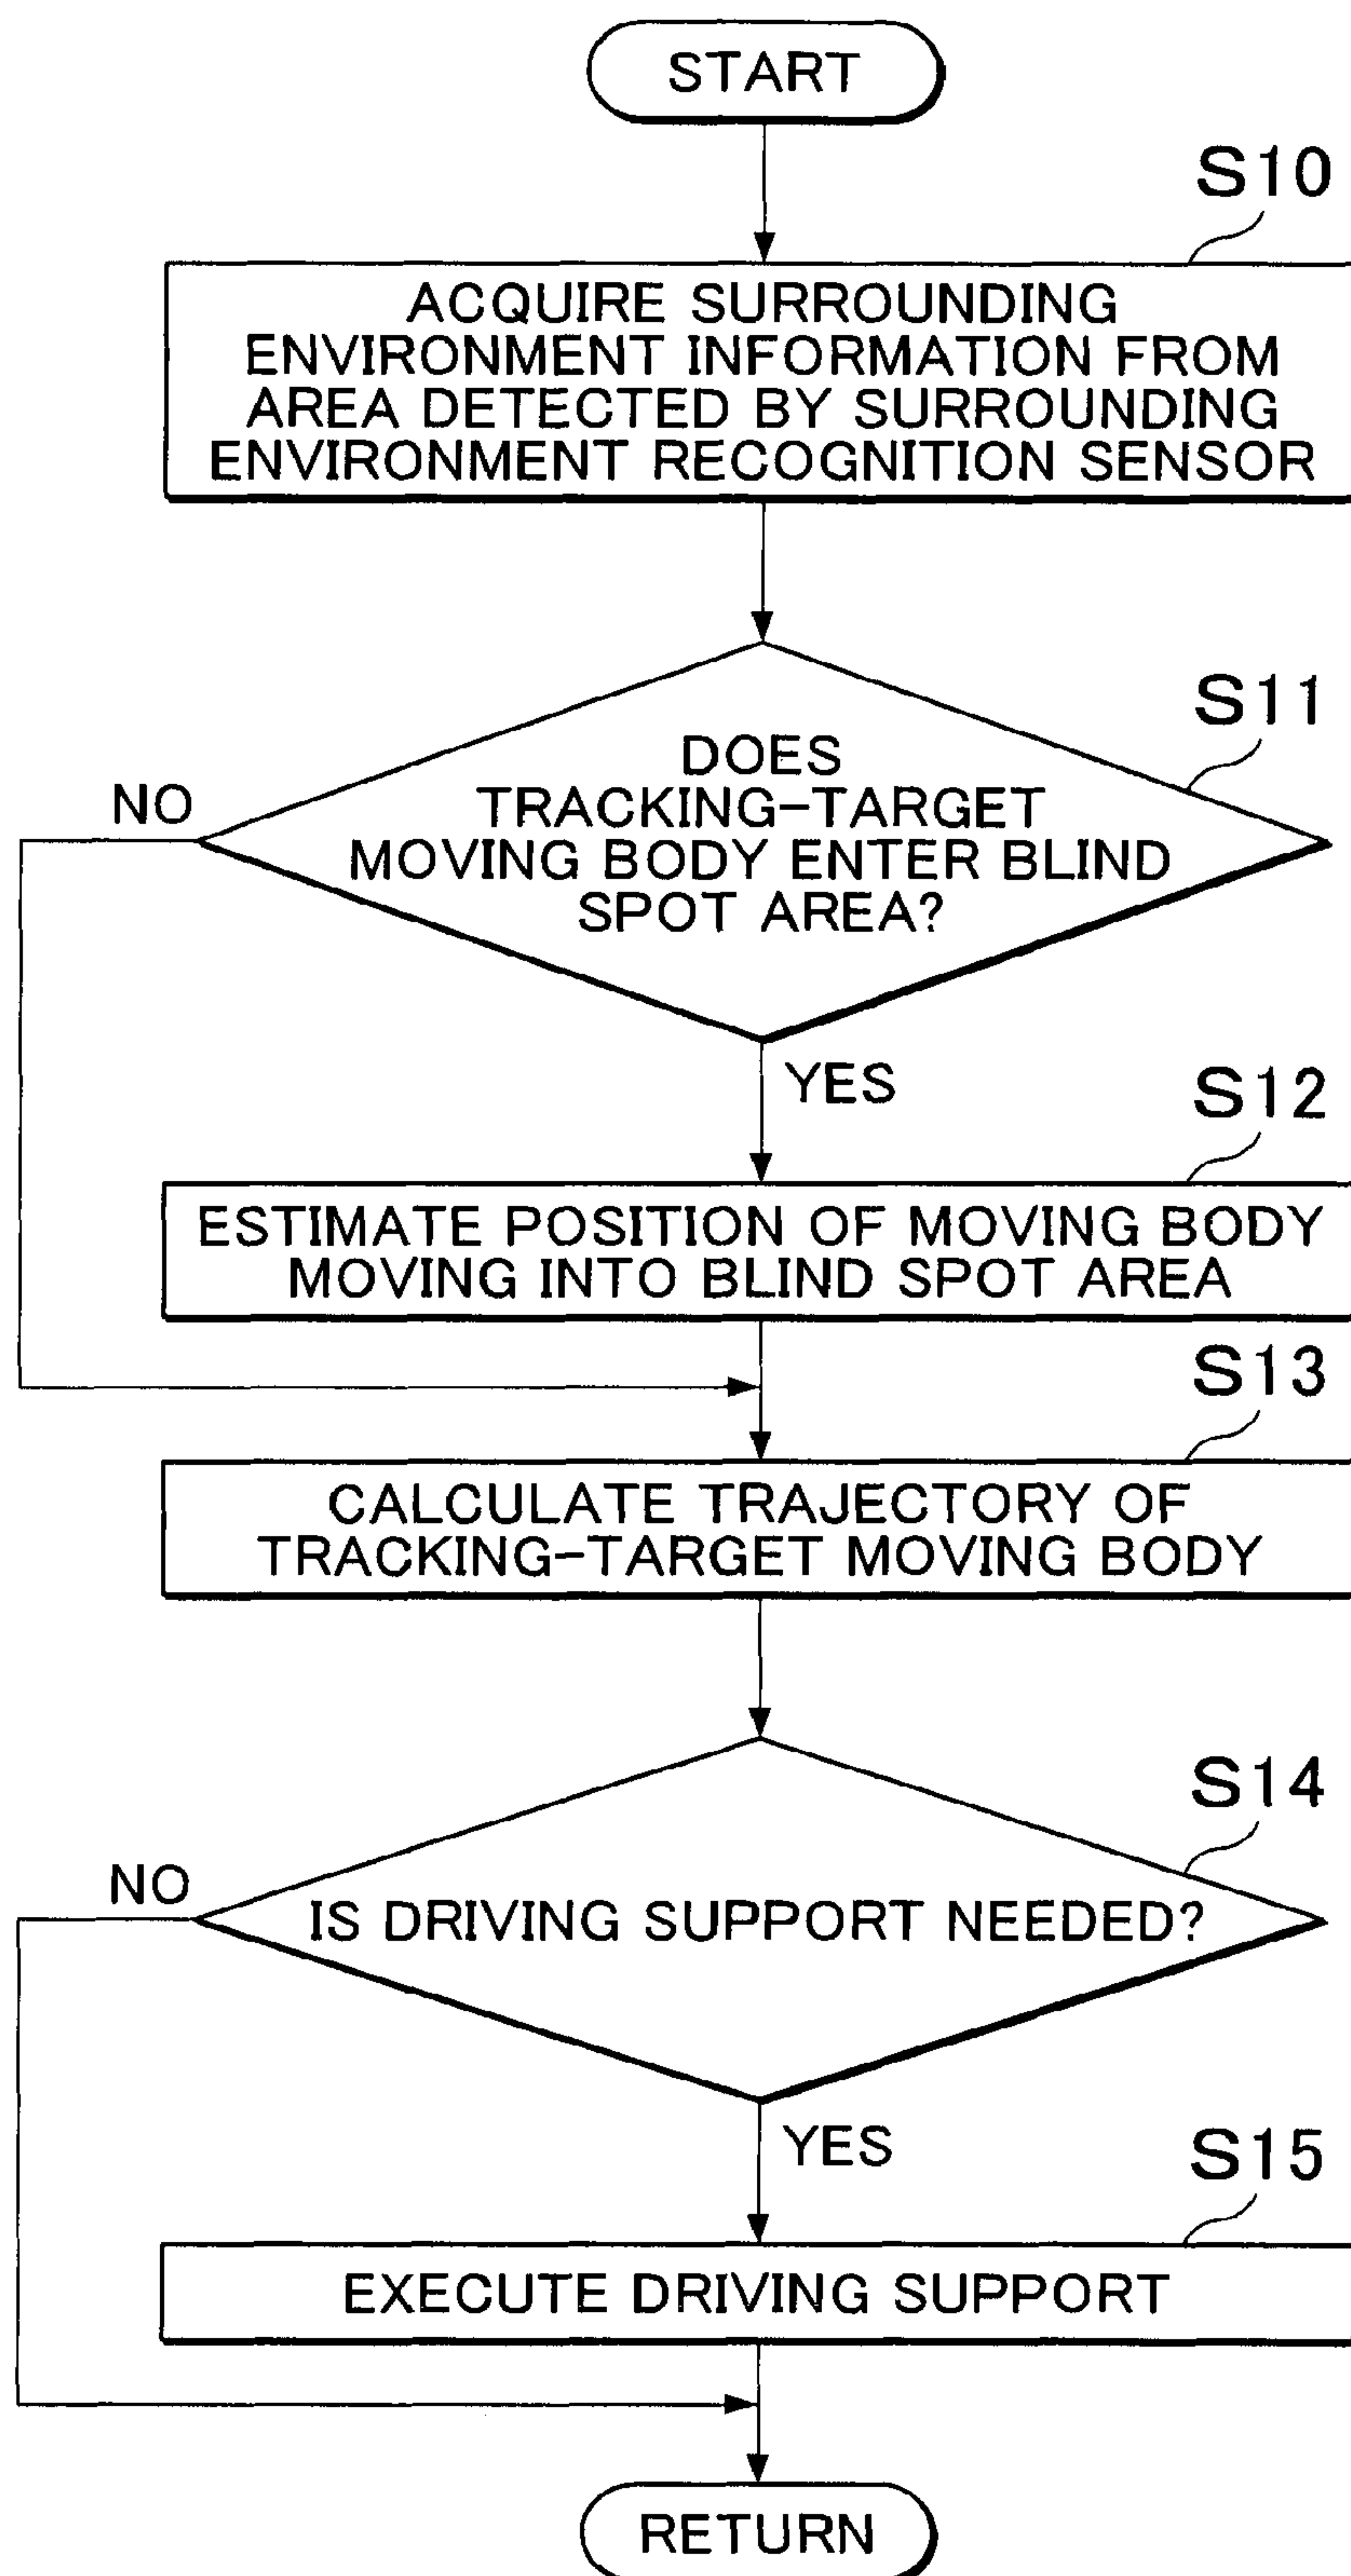 START
S10
ACQUIRE SURROUNDING
ENVIRONMENT INFORMATION FROM
AREA DETECTED BY SURROUNDING
ENVIRONMENT RECOGNITION SENSOR
S11
DOES
TRACKING-TARGET
MOVING BODY ENTER BLIND
SPOT AREA?
NO
YES
S12
ESTIMATE POSITION OF MOVING BODY
MOVING INTO BLIND SPOT AREA
S13
CALCULATE TRAJECTORY OF
TRACKING-TARGET MOVING BODY
S14
IS DRIVING SUPPORT NEEDED?
NO
YES
S15
EXECUTE DRIVING SUPPORT
RETURN